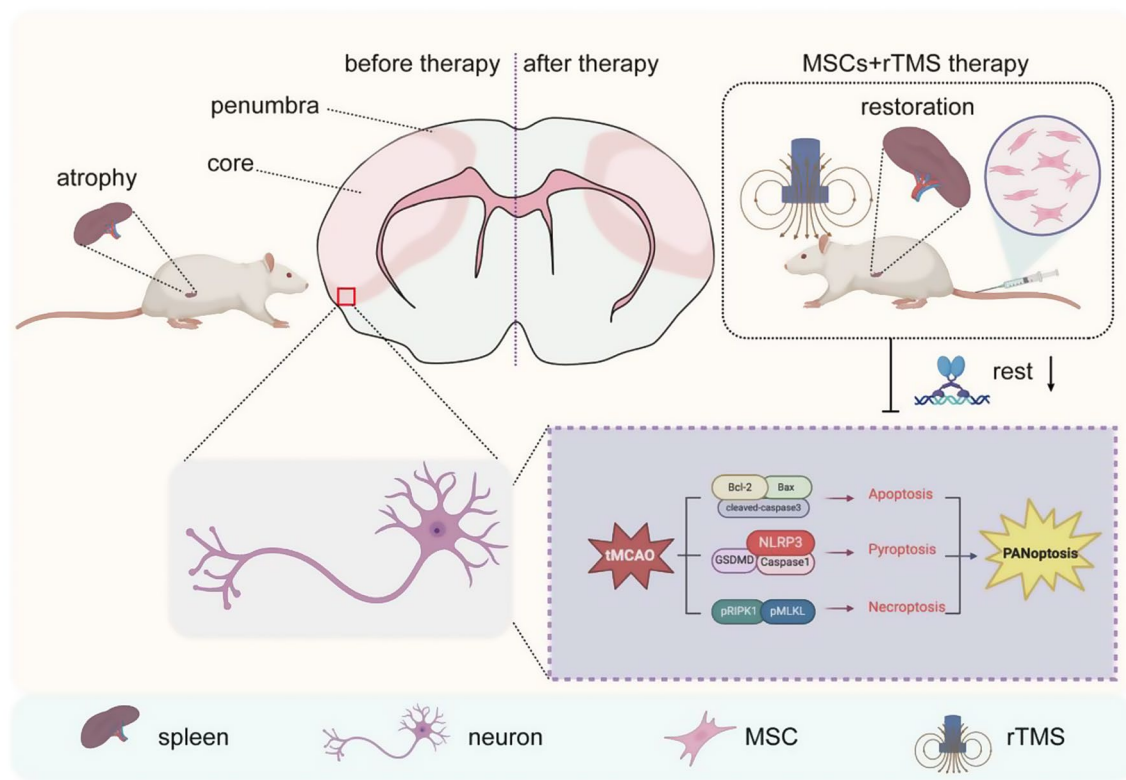 before therapy
after therapy
MSCs+rTMS therapy
penumbra
restoration
core
atrophy
rest
Bcl-2
Bax
cleaved-caspase3
Apoptosis
tMCAO
NLRP3
GSDMD
Caspase1
Pyroptosis
PANoptosis
pRIPK1
pMLKL
Necroptosis
spleen
neuron
MSC
rTMS